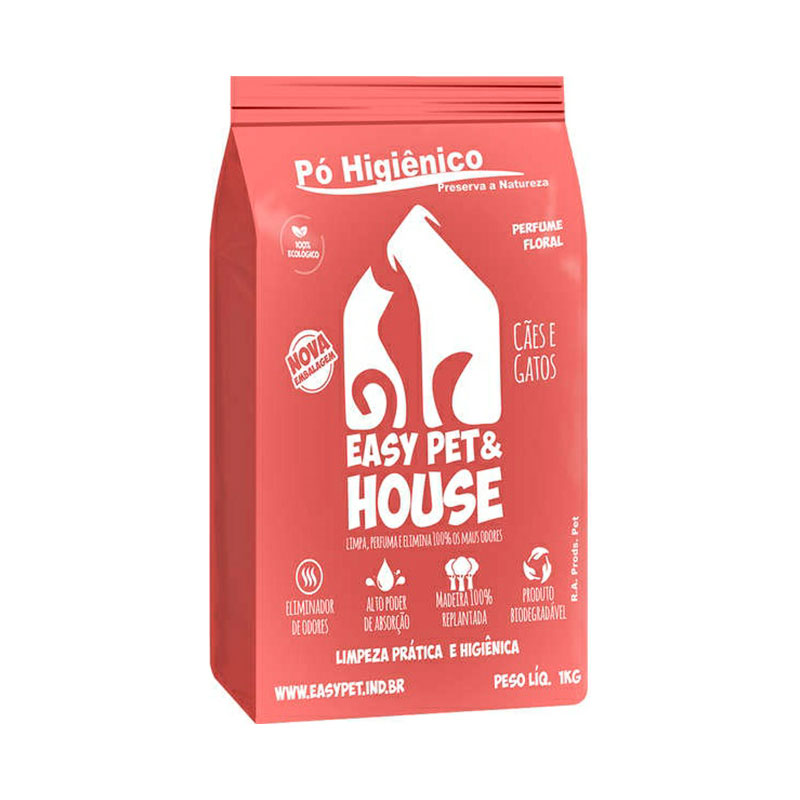 Pó Higiênico
Preserva a Natureza
100%
ECOLÓGICO
PERFUME
FLORAL
NOVA
EMBALAGEM
CÃES E
GATOS
EASY PET&
HOUSE
LIMPA, PERFUMA E ELIMINA 100% OS MAUS ODORES
ELIMINADOR
DE ODORES
ALTO PODER
DE ABSORÇÃO
MADEIRA 100%
REPLANTADA
PRODUTO
BIODEGRADÁVEL
R.A. Prods. Pet
LIMPEZA PRÁTICA E HIGIÊNICA
WWW.EASYPET.IND.BR
PESO LÍQ. 1KG